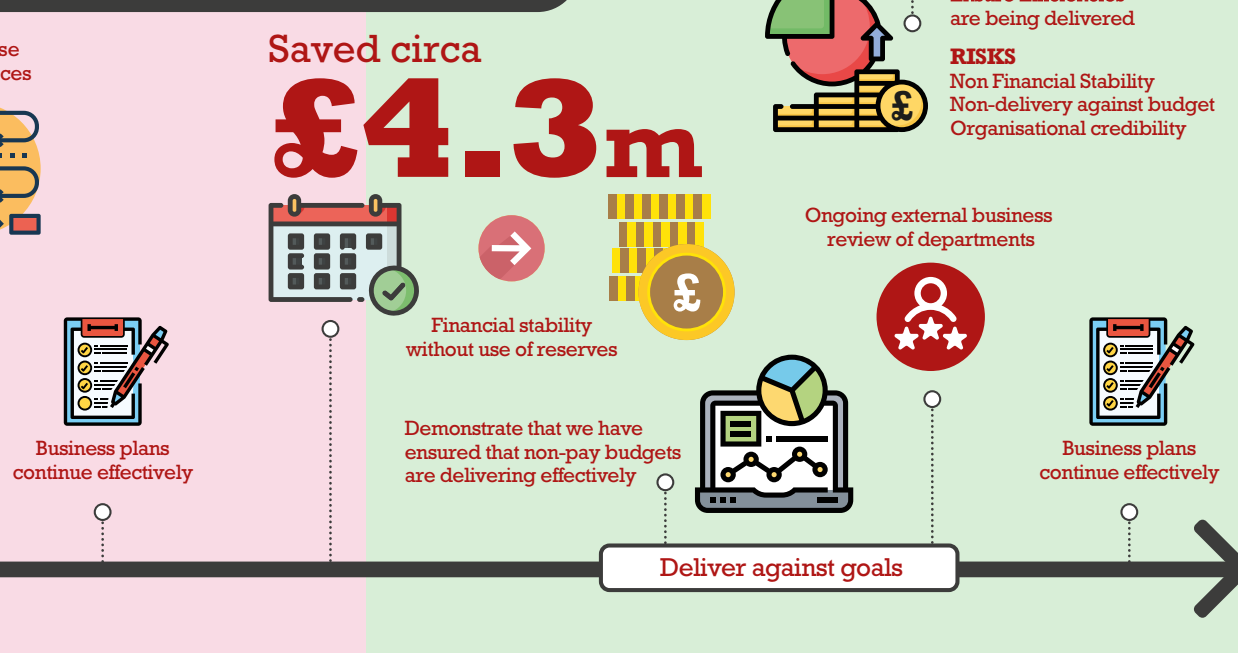 are being delivered
RISKS
Non Financial Stability
Non-delivery against budget
Organisational credibility
Saved circa
£4.3m
Ongoing external business
review of departments
Financial stability
without use of reserves
Demonstrate that we have
ensured that non-pay budgets
are delivering effectively
Business plans
continue effectively
Business plans
continue effectively
Deliver against goals